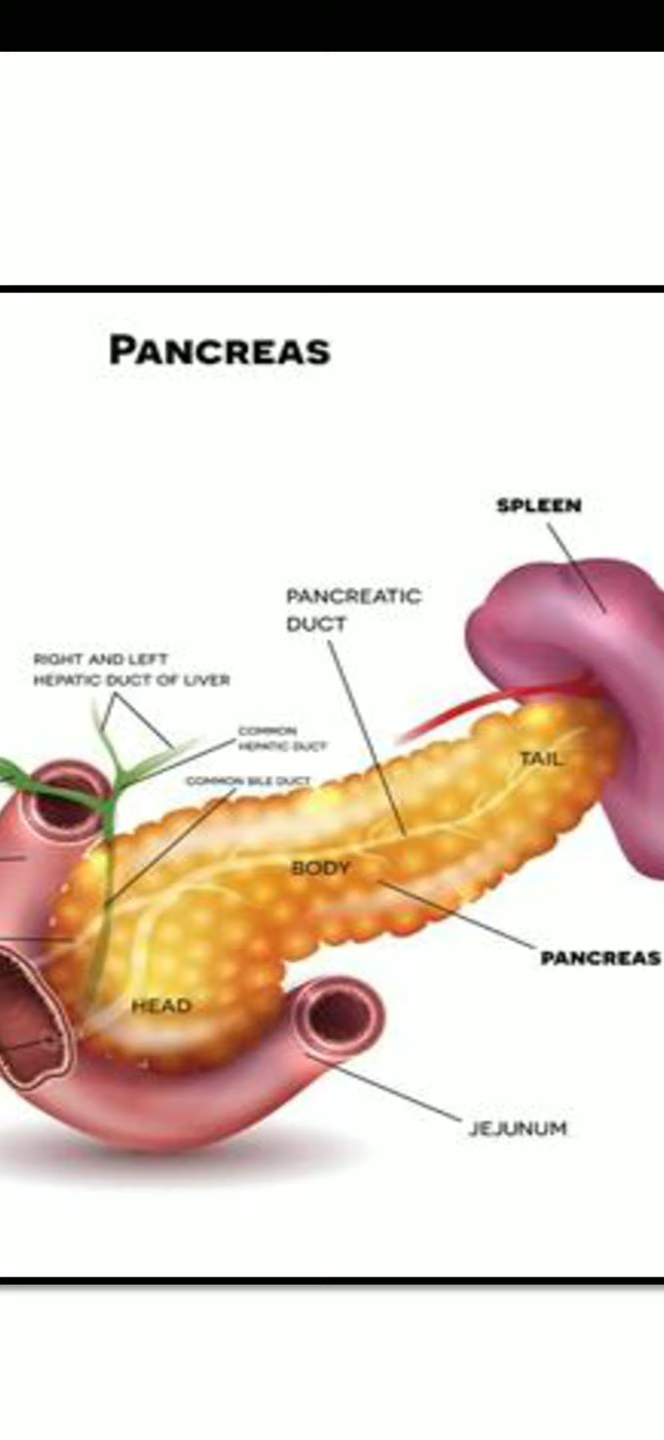 PANCREAS
SPLEEN
PANCREATIC
DUCT
RIGHT AND LEFT
HEPATIC DUCT OF LIVER
COMMON
HEPATIC DUCT
COMMON BILE DUCT
TAIL
BODY
PANCREAS
HEAD
JEJUNUM